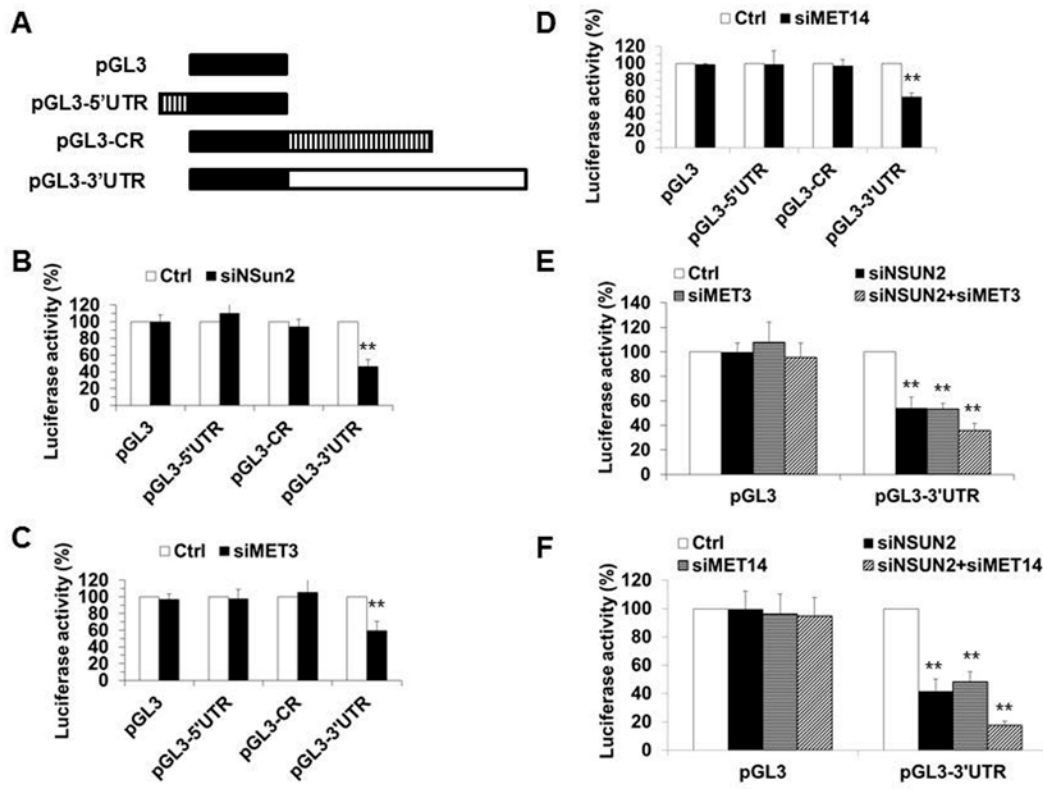 A
pGL3
pGL3-5'UTR
pGL3-CR
pGL3-3'UTR
B
Ctrl siNSun2
Luciferase activity (%)
120
100
80
60
40
20
0
**
pGL3
pGL3-5'UTR
pGL3-CR
pGL3-3'UTR
C
Ctrl siMET3
Luciferase activity (%)
120
100
80
60
40
20
0
**
pGL3
pGL3-5'UTR
pGL3-CR
pGL3-3'UTR
D
Ctrl siMET14
Luciferase activity (%)
120
100
80
60
40
20
0
**
pGL3
pGL3-5'UTR
pGL3-CR
pGL3-3'UTR
E
Ctrl siNSUN2
siMET3 siNSUN2+siMET3
Luciferase activity (%)
140
120
100
80
60
40
20
0
** ** **
pGL3 pGL3-3'UTR
F
Ctrl siNSUN2
siMET14 siNSUN2+siMET14
Luciferase activity (%)
120
100
80
60
40
20
0
** ** **
pGL3 pGL3-3'UTR